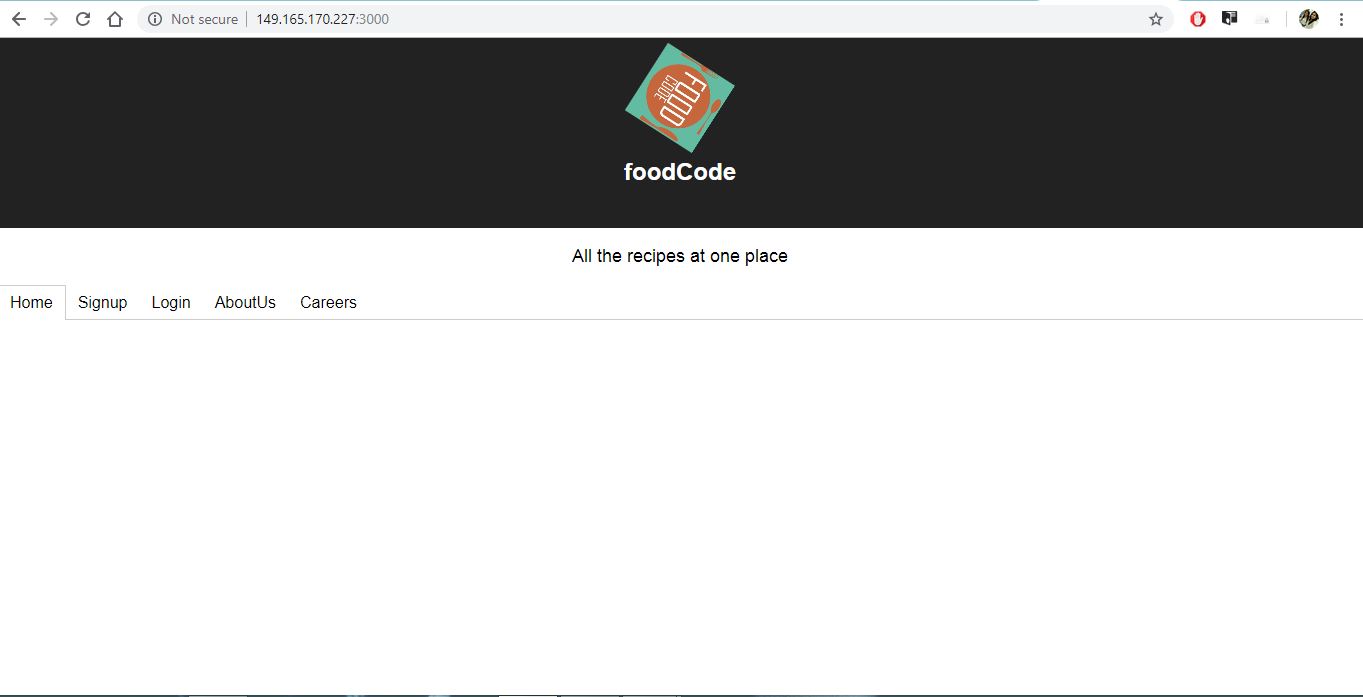 Not secure 149.165.170.227:3000
FOOD
CODE
foodCode
All the recipes at one place
Home Signup Login AboutUs Careers